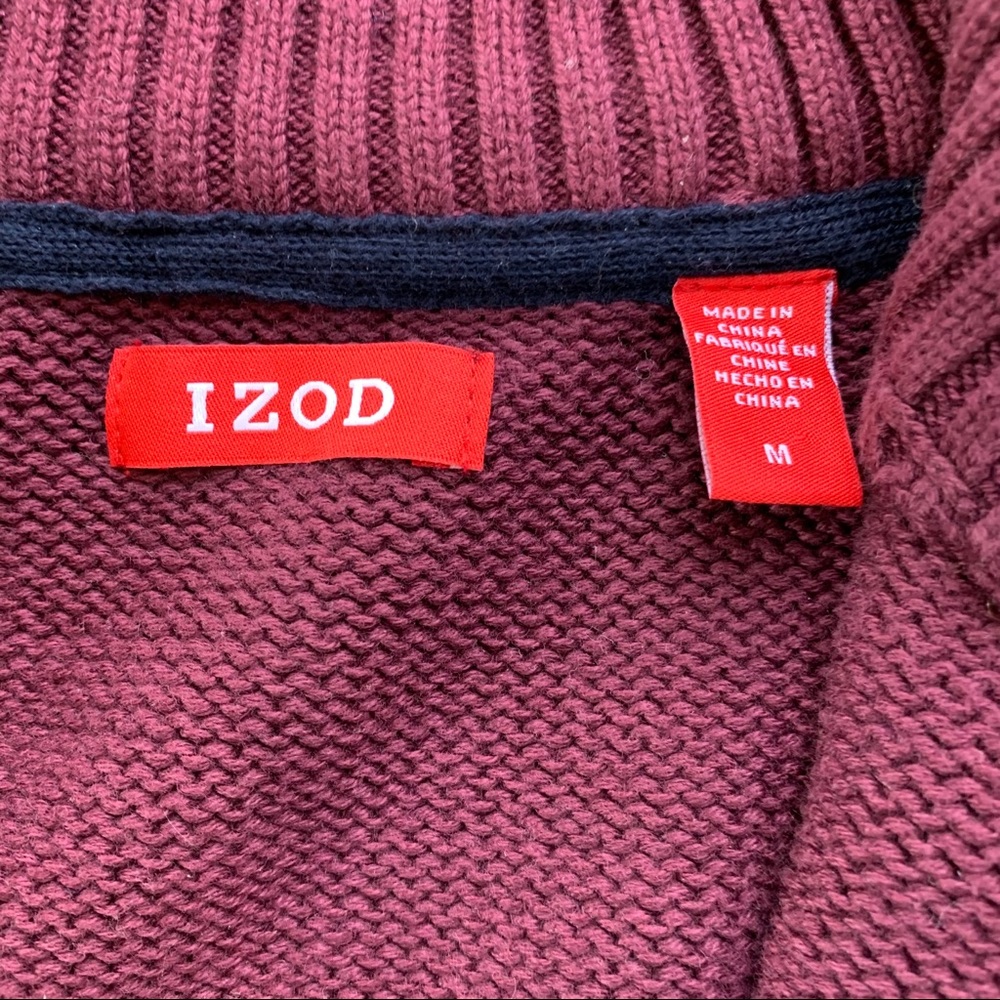 IZOD
MADE IN
CHINA
FABRIQUÉ EN
CHINE
HECHO EN
CHINA
M